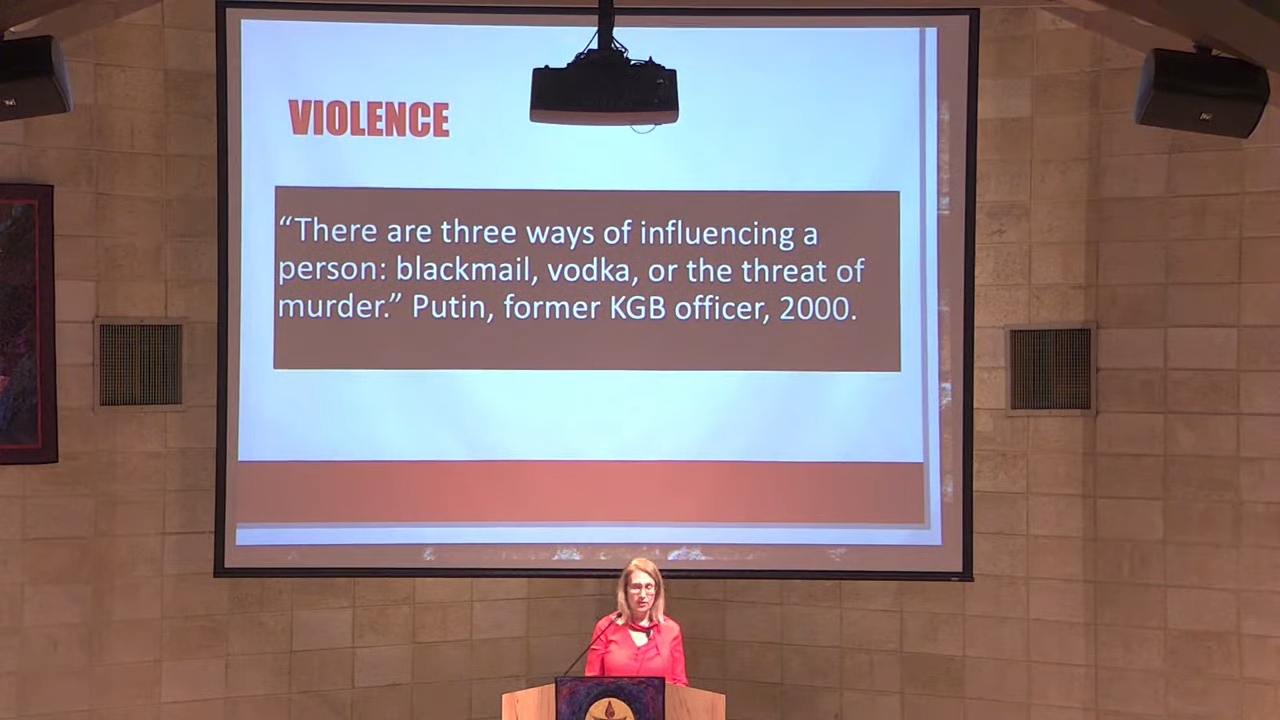 VIOLENCE
“There are three ways of influencing a
person: blackmail, vodka, or the threat of
murder.” Putin, former KGB officer, 2000.